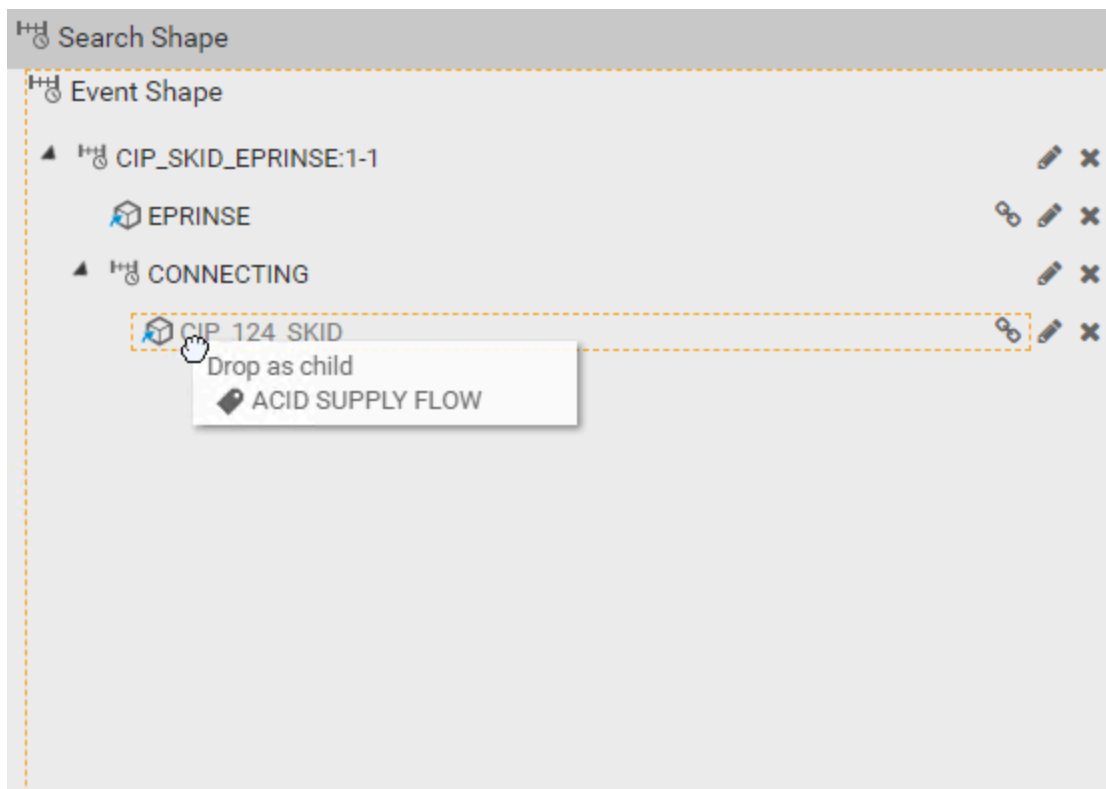 Search Shape
Event Shape
CIP_SKID_EPRINSE:1-1
EPRINSE
CONNECTING
CIP_124_SKID
Drop as child
ACID SUPPLY FLOW